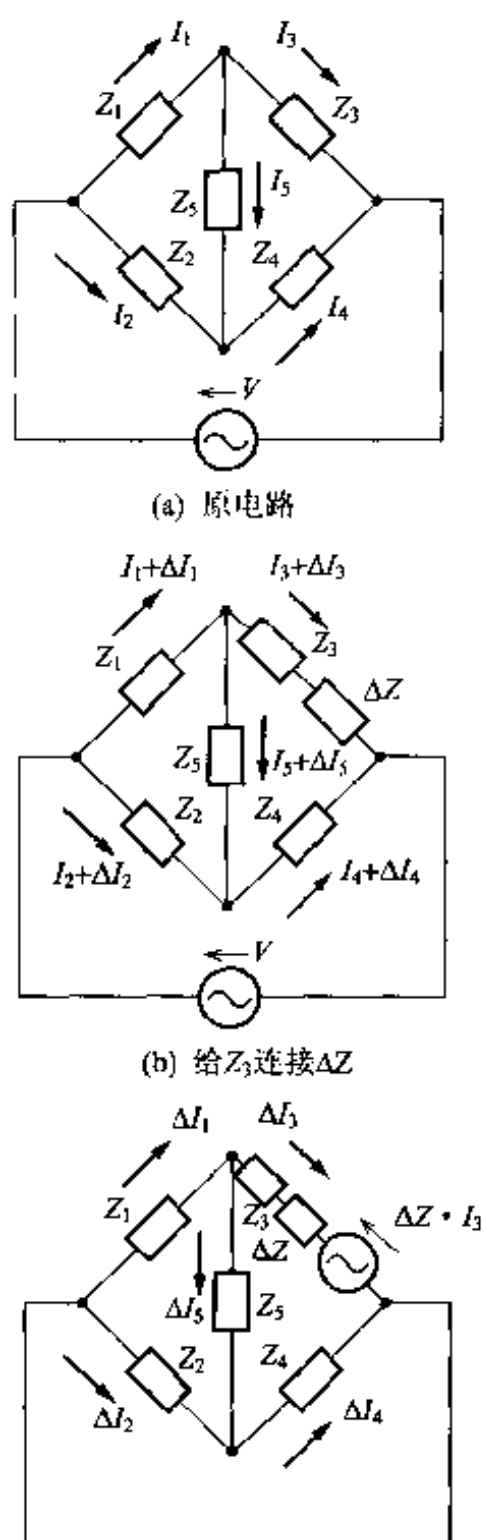 I₁ I₃
Z₁ Z₃
Z₅ I₅
Z₂ Z₄
I₂ I₄
V
(a) 原电路
I₁+ΔI₁ I₃+ΔI₃
Z₁ Z₃
ΔZ
Z₅ I₅+ΔI₅
Z₂ Z₄
I₂+ΔI₂ I₄+ΔI₄
V
(b) 给Z₃连接ΔZ
ΔI₁ ΔI₃
Z₁ Z₃ ΔZ・I₃
ΔZ
ΔI₅ Z₅
Z₂ Z₄
ΔI₂ ΔI₄